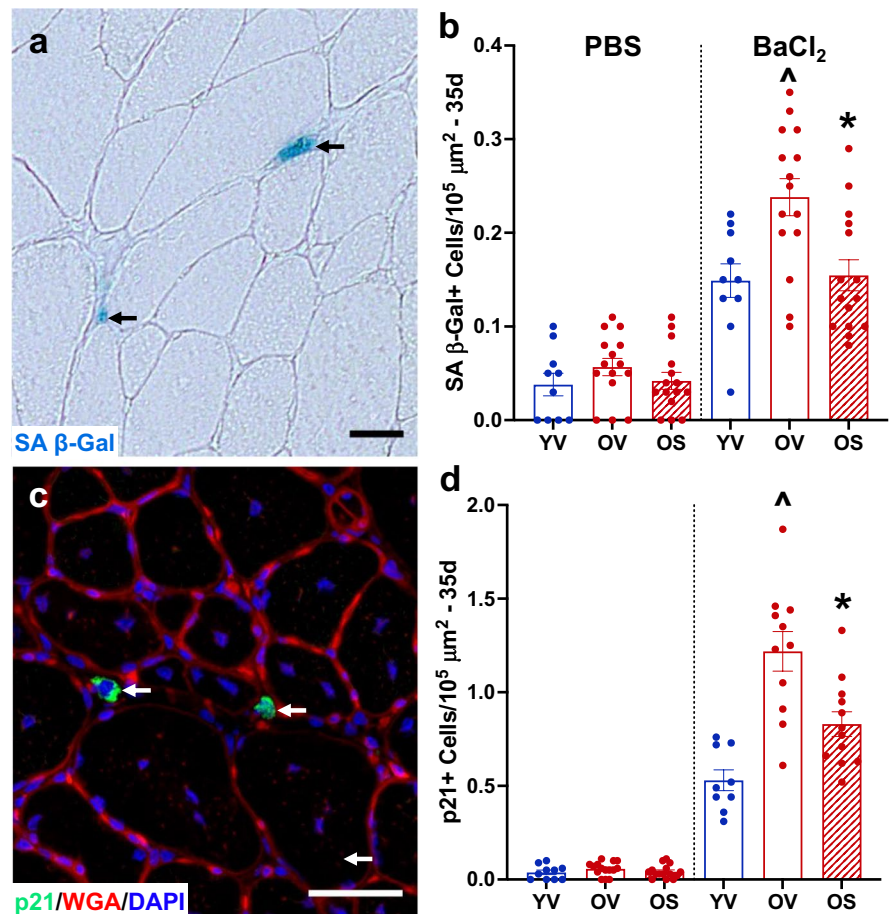 a
SA β-Gal
b
PBS
BaCl₂
SA β-Gal+ Cells/10⁵ μm² - 35d
0.4
0.3
0.2
0.1
0.0
^
*
YV
OV
OS
YV
OV
OS
c
p21/WGA/DAPI
d
p21+ Cells/10⁵ μm² - 35d
2.0
1.5
1.0
0.5
0.0
^
*
YV
OV
OS
YV
OV
OS